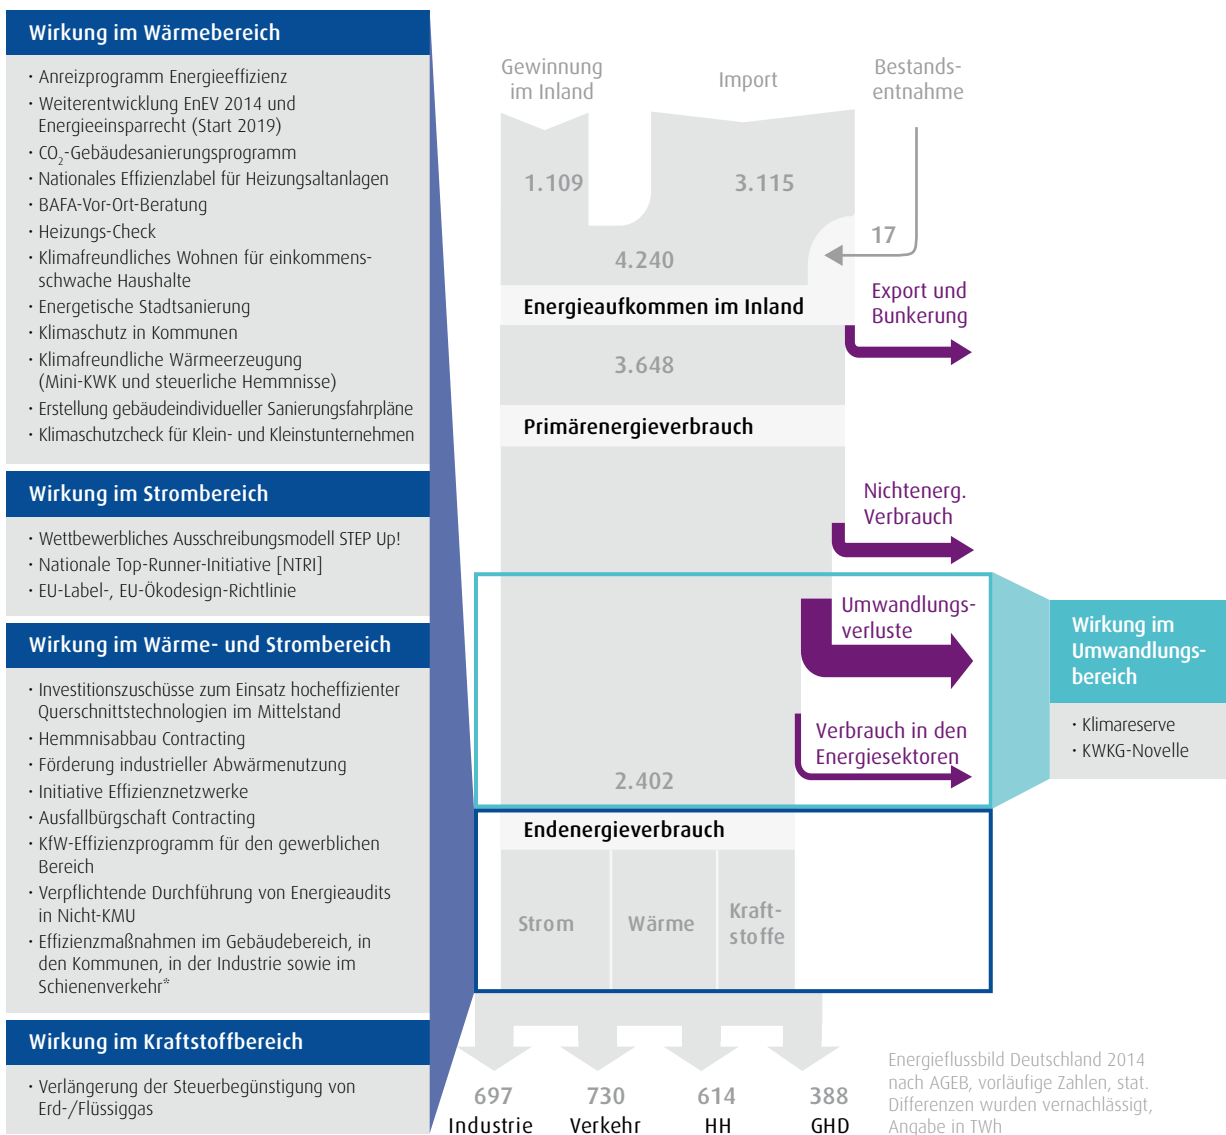 Wirkung im Wärmebereich
· Anreizprogramm Energieeffizienz
· Weiterentwicklung EnEV 2014 und
Energieeinsparrecht (Start 2019)
· CO₂-Gebäudesanierungsprogramm
· Nationales Effizienzlabel für Heizungsaltanlagen
· BAFA-Vor-Ort-Beratung
· Heizungs-Check
· Klimafreundliches Wohnen für einkommens-
schwache Haushalte
· Energetische Stadtsanierung
· Klimaschutz in Kommunen
· Klimafreundliche Wärmeerzeugung
(Mini-KWK und steuerliche Hemmnisse)
· Erstellung gebäudeindividueller Sanierungsfahrpläne
· Klimaschutzcheck für Klein- und Kleinstunternehmen
Wirkung im Strombereich
· Wettbewerbliches Ausschreibungsmodell STEP Up!
· Nationale Top-Runner-Initiative [NTRI]
· EU-Label-, EU-Ökodesign-Richtlinie
Wirkung im Wärme- und Strombereich
· Investitionszuschüsse zum Einsatz hocheffizienter
Querschnittstechnologien im Mittelstand
· Hemmnisabbau Contracting
· Förderung industrieller Abwärmenutzung
· Initiative Effizienznetzwerke
· Ausfallbürgschaft Contracting
· KfW-Effizienzprogramm für den gewerblichen
Bereich
· Verpflichtende Durchführung von Energieaudits
in Nicht-KMU
· Effizienzmaßnahmen im Gebäudebereich, in
den Kommunen, in der Industrie sowie im
Schienenverkehr*
Wirkung im Kraftstoffbereich
· Verlängerung der Steuerbegünstigung von
Erd-/Flüssiggas
Gewinnung
im Inland
Import
Bestands-
entnahme
1.109
3.115
17
4.240
Energieaufkommen im Inland
Export und
Bunkerung
3.648
Primärenergieverbrauch
Nichtenerg.
Verbrauch
Umwandlungs-
verluste
Verbrauch in den
Energiesektoren
2.402
Endenergieverbrauch
Strom
Wärme
Kraft-
stoffe
697
Industrie
730
Verkehr
614
HH
388
GHD
Wirkung im
Umwandlungs-
bereich
· Klimareserve
· KWKG-Novelle
Energieflussbild Deutschland 2014
nach AGEB, vorläufige Zahlen, stat.
Differenzen wurden vernachlässigt,
Angabe in TWh